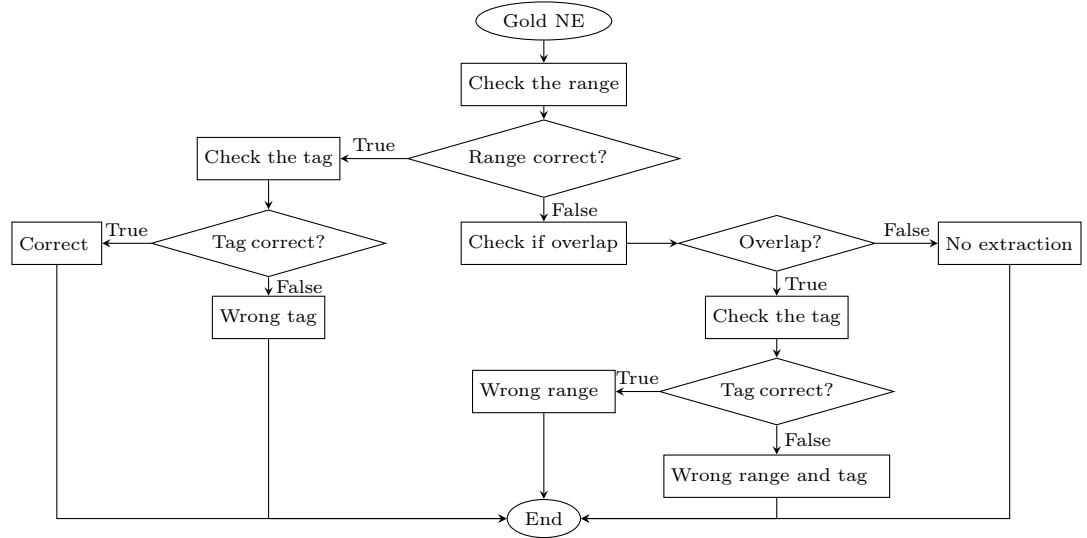 Gold NE
Check the range
Range correct?
True
Check the tag
False
Tag correct?
True
Correct
Check if overlap
Overlap?
False
No extraction
False
Wrong tag
True
Check the tag
Tag correct?
True
Wrong range
False
Wrong range and tag
End